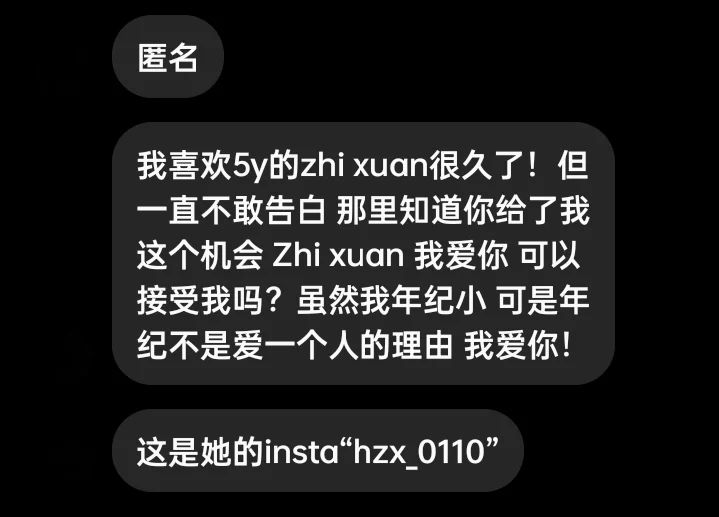 匿名
我喜欢5y的zhi xuan很久了！但
一直不敢告白 那里知道你给了我
这个机会 Zhi xuan 我爱你 可以
接受我吗？虽然我年纪小 可是年
纪不是爱一个人的理由 我爱你！
这是她的insta“hzx_0110”